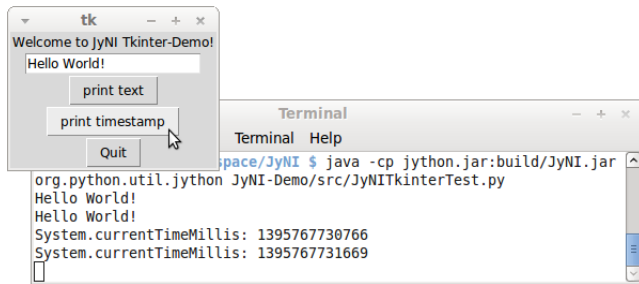 tk
Welcome to JyNI Tkinter-Demo!
Hello World!
print text
print timestamp
Quit
Terminal
Terminal Help
space/JyNI $ java -cp jython.jar:build/JyNI.jar
org.python.util.jython JyNI-Demo/src/JyNITkinterTest.py
Hello World!
Hello World!
System.currentTimeMillis: 1395767730766
System.currentTimeMillis: 1395767731669